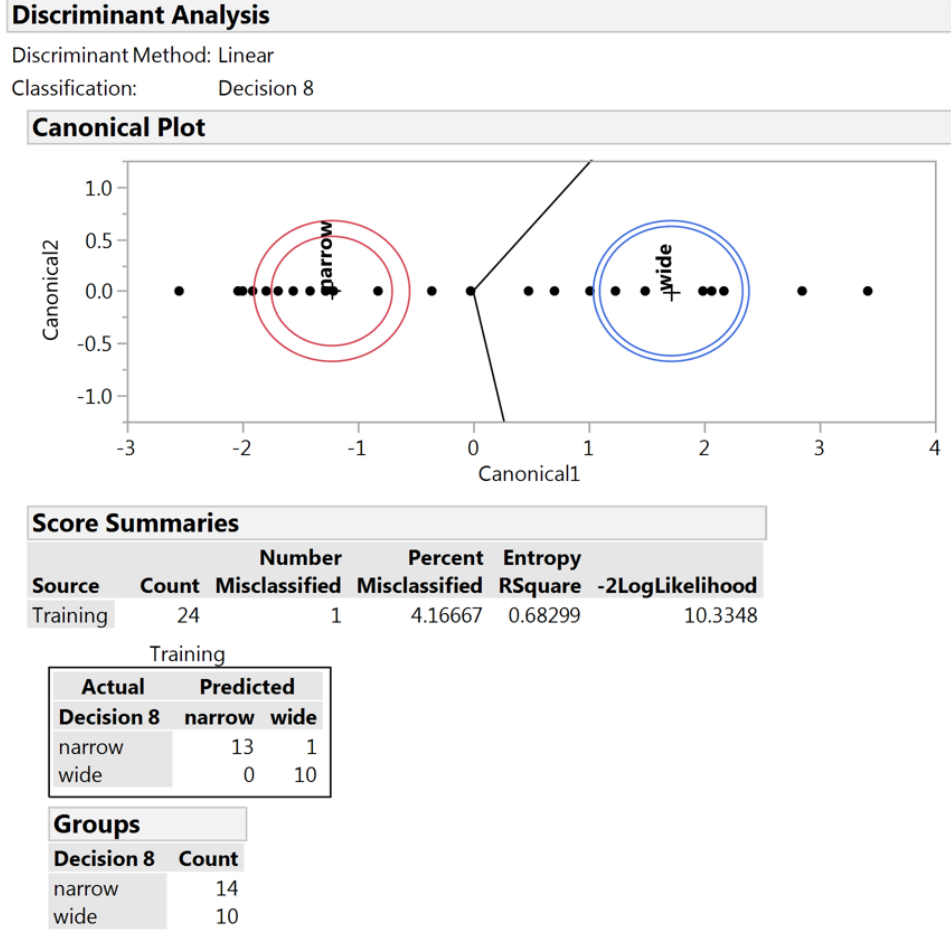 Discriminant Analysis
Discriminant Method: Linear
Classification: Decision 8
Canonical Plot
1.0
0.5
0.0
-0.5
-1.0
Canonical2
narrow
wide
-3 -2 -1 0 1 2 3 4
Canonical1
Score Summaries
Number Percent Entropy
Source Count Misclassified Misclassified RSquare -2LogLikelihood
Training 24 1 4.16667 0.68299 10.3348
Training
Actual Predicted
Decision 8 narrow wide
narrow 13 1
wide 0 10
Groups
Decision 8 Count
narrow 14
wide 10